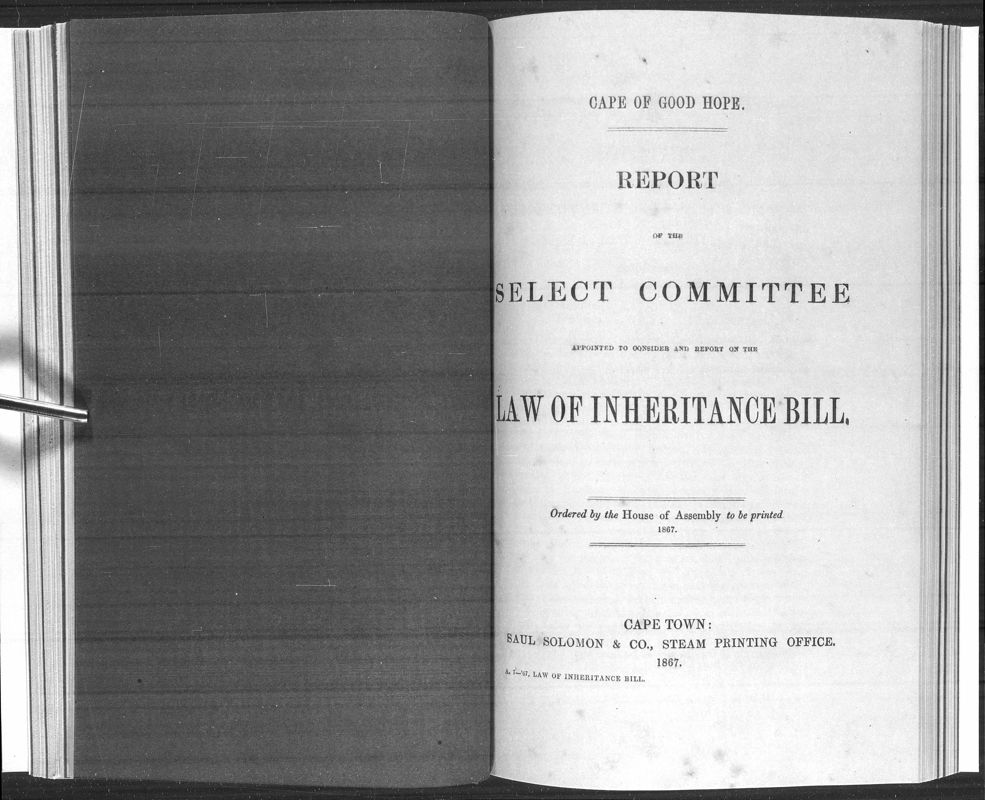 CAPE OF GOOD HOPE.
REPORT
OF THE
SELECT COMMITTEE
APPOINTED TO CONSIDER AND REPORT ON THE
LAW OF INHERITANCE BILL.
Ordered by the House of Assembly to be printed
1867.
CAPE TOWN:
SAUL SOLOMON & CO., STEAM PRINTING OFFICE.
1867.
A. —'67. LAW OF INHERITANCE BILL.